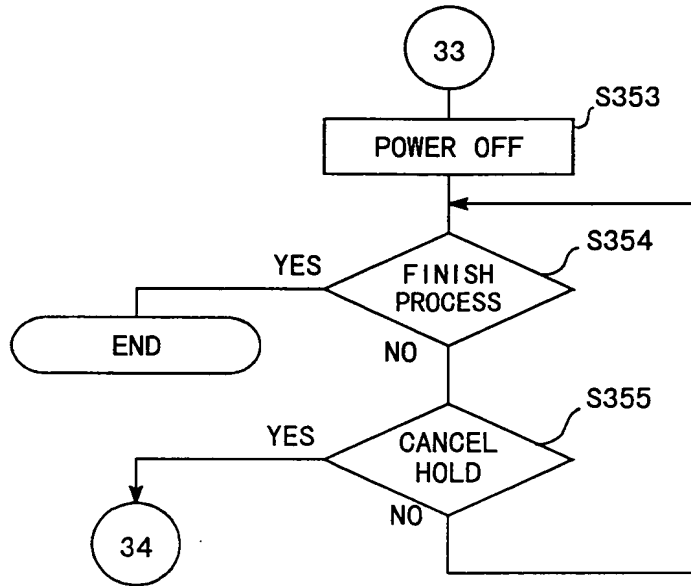 33
S353
POWER OFF
S354
YES
FINISH
PROCESS
END
NO
S355
YES
CANCEL
HOLD
NO
34